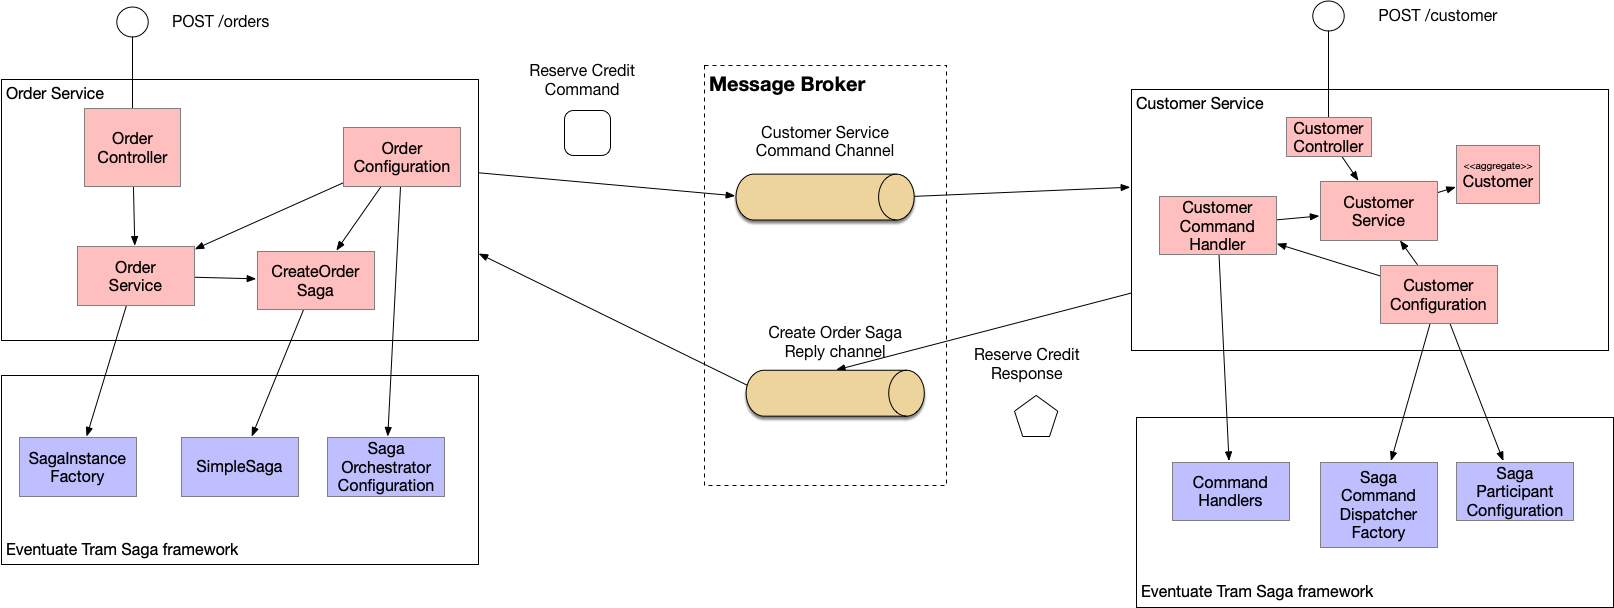 POST /orders
Order Service
Order
Controller
Order
Configuration
Order
Service
CreateOrder
Saga
SagaInstance
Factory
SimpleSaga
Saga
Orchestrator
Configuration
Eventuate Tram Saga framework
Reserve Credit
Command
Message Broker
Customer Service
Command Channel
Create Order Saga
Reply channel
Reserve Credit
Response
POST /customer
Customer Service
Customer
Controller
<<aggregate>>
Customer
Customer
Service
Customer
Command
Handler
Customer
Configuration
Command
Handlers
Saga
Command
Dispatcher
Factory
Saga
Participant
Configuration
Eventuate Tram Saga framework